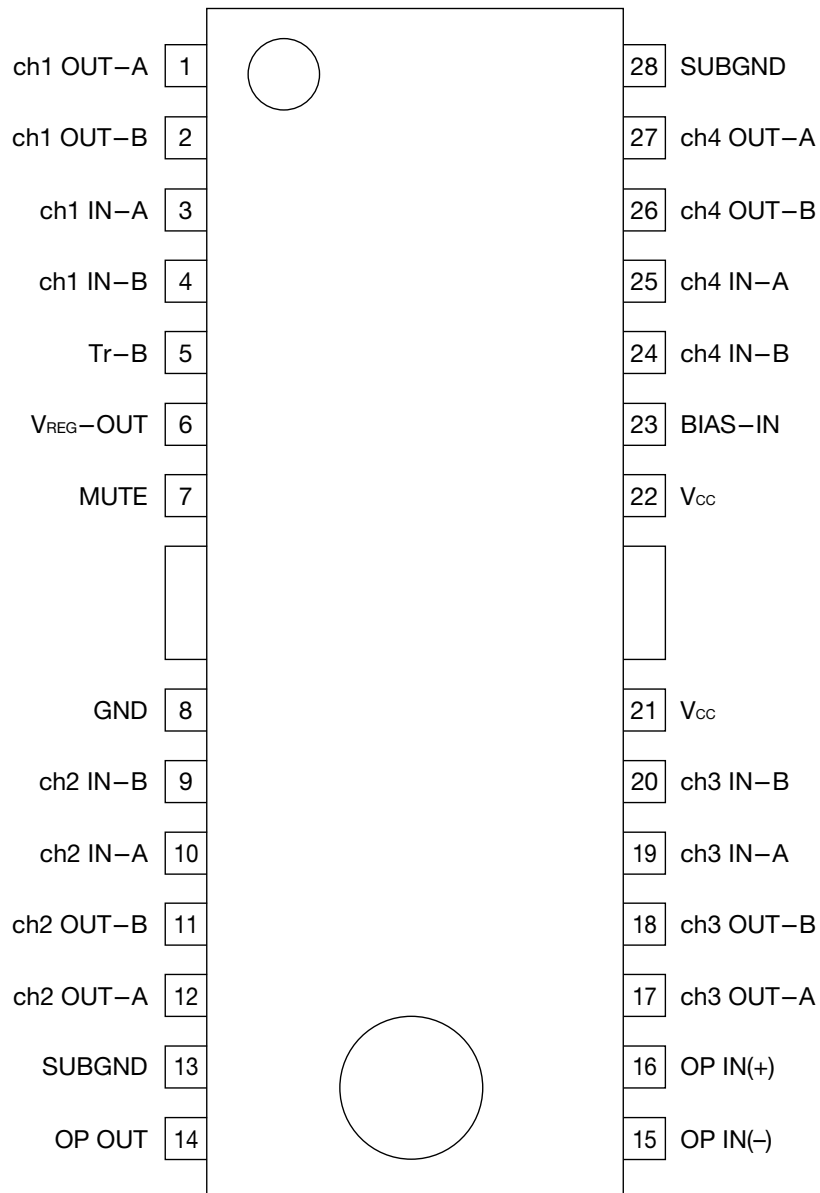 ch1 OUT−A 1 28 SUBGND
ch1 OUT−B 2 27 ch4 OUT−A
ch1 IN−A 3 26 ch4 OUT−B
ch1 IN−B 4 25 ch4 IN−A
Tr−B 5 24 ch4 IN−B
VREG−OUT 6 23 BIAS−IN
MUTE 7 22 VCC
GND 8 21 VCC
ch2 IN−B 9 20 ch3 IN−B
ch2 IN−A 10 19 ch3 IN−A
ch2 OUT−B 11 18 ch3 OUT−B
ch2 OUT−A 12 17 ch3 OUT−A
SUBGND 13 16 OP IN(+)
OP OUT 14 15 OP IN(−)